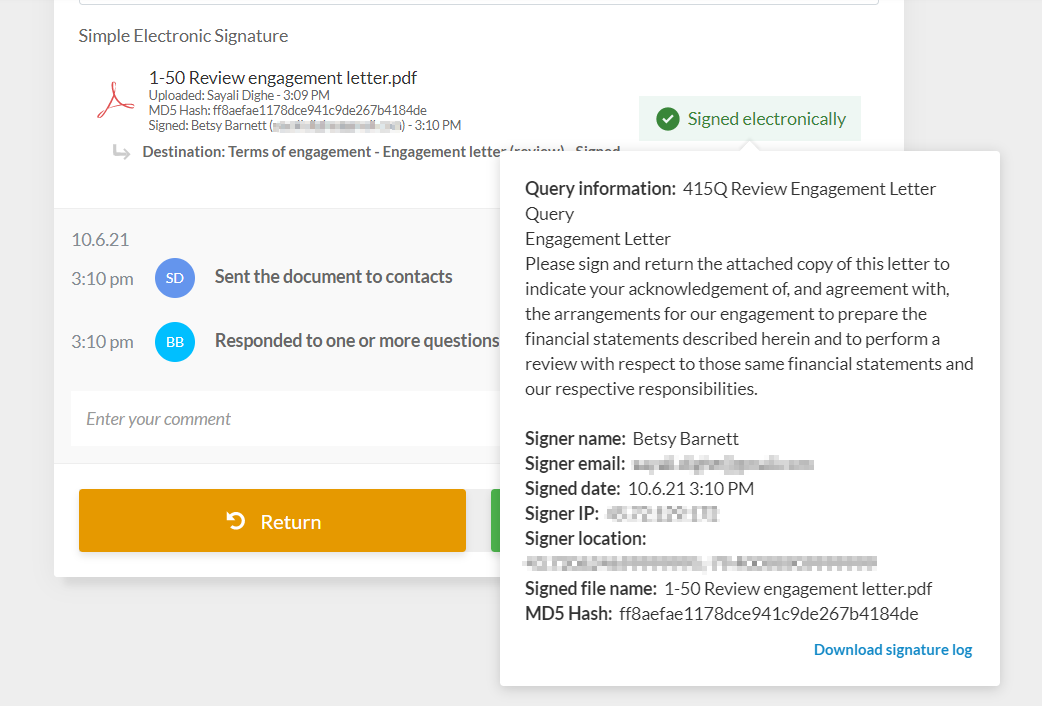 Simple Electronic Signature
1-50 Review engagement letter.pdf
Uploaded: Sayali Dighe - 3:09 PM
MD5 Hash: ff8aefae1178dce941c9de267b4184de
Signed: Betsy Barnett ( ) - 3:10 PM
Signed electronically
Destination: Terms of engagement - Engagement letter (review) - Signed
10.6.21
3:10 pm
SD
Sent the document to contacts
3:10 pm
BB
Responded to one or more questions
Enter your comment
Return
Query information: 415Q Review Engagement Letter
Query
Engagement Letter
Please sign and return the attached copy of this letter to
indicate your acknowledgement of, and agreement with,
the arrangements for our engagement to prepare the
financial statements described herein and to perform a
review with respect to those same financial statements and
our respective responsibilities.
Signer name: Betsy Barnett
Signer email:
Signed date: 10.6.21 3:10 PM
Signer IP:
Signer location:
Signed file name: 1-50 Review engagement letter.pdf
MD5 Hash: ff8aefae1178dce941c9de267b4184de
Download signature log